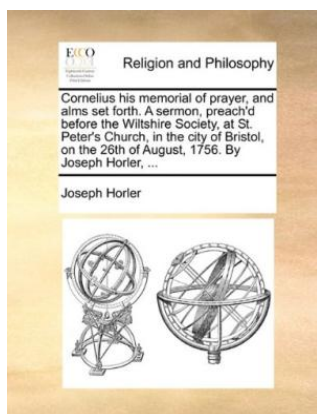 ECCO
Religion and Philosophy
Cornelius his memorial of prayer, and
alms set forth. A sermon, preach'd
before the Wiltshire Society, at St.
Peter's Church, in the city of Bristol,
on the 26th of August, 1756. By
Joseph Horler, ...
Joseph Horler